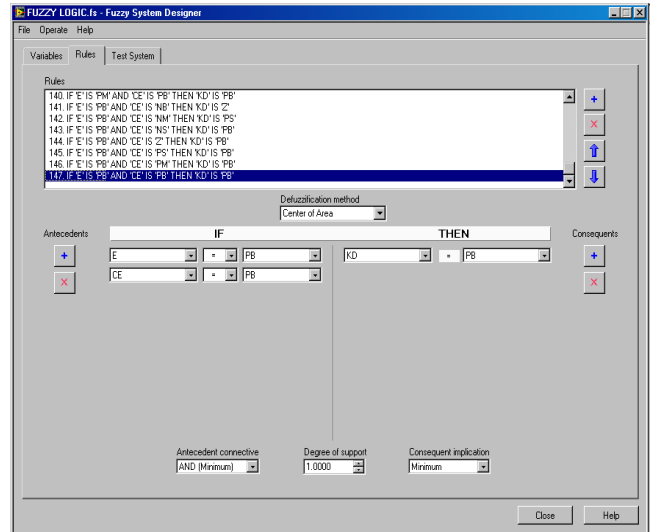 FUZZY LOGIC.fs - Fuzzy System Designer
File Operate Help
Variables Rules Test System
Rules
140. IF 'E' IS 'PM' AND 'CE' IS 'PB' THEN 'KD' IS 'PB'
141. IF 'E' IS 'PB' AND 'CE' IS 'NB' THEN 'KD' IS 'Z'
142. IF 'E' IS 'PB' AND 'CE' IS 'NM' THEN 'KD' IS 'PS'
143. IF 'E' IS 'PB' AND 'CE' IS 'NS' THEN 'KD' IS 'PB'
144. IF 'E' IS 'PB' AND 'CE' IS 'Z' THEN 'KD' IS 'PB'
145. IF 'E' IS 'PB' AND 'CE' IS 'PS' THEN 'KD' IS 'PB'
146. IF 'E' IS 'PB' AND 'CE' IS 'PM' THEN 'KD' IS 'PB'
147. IF 'E' IS 'PB' AND 'CE' IS 'PB' THEN 'KD' IS 'PB'
Defuzzification method
Center of Area
Antecedents IF THEN Consequents
E = PB KD = PB
CE = PB
Antecedent connective Degree of support Consequent implication
AND (Minimum) 1.0000 Minimum
Close Help